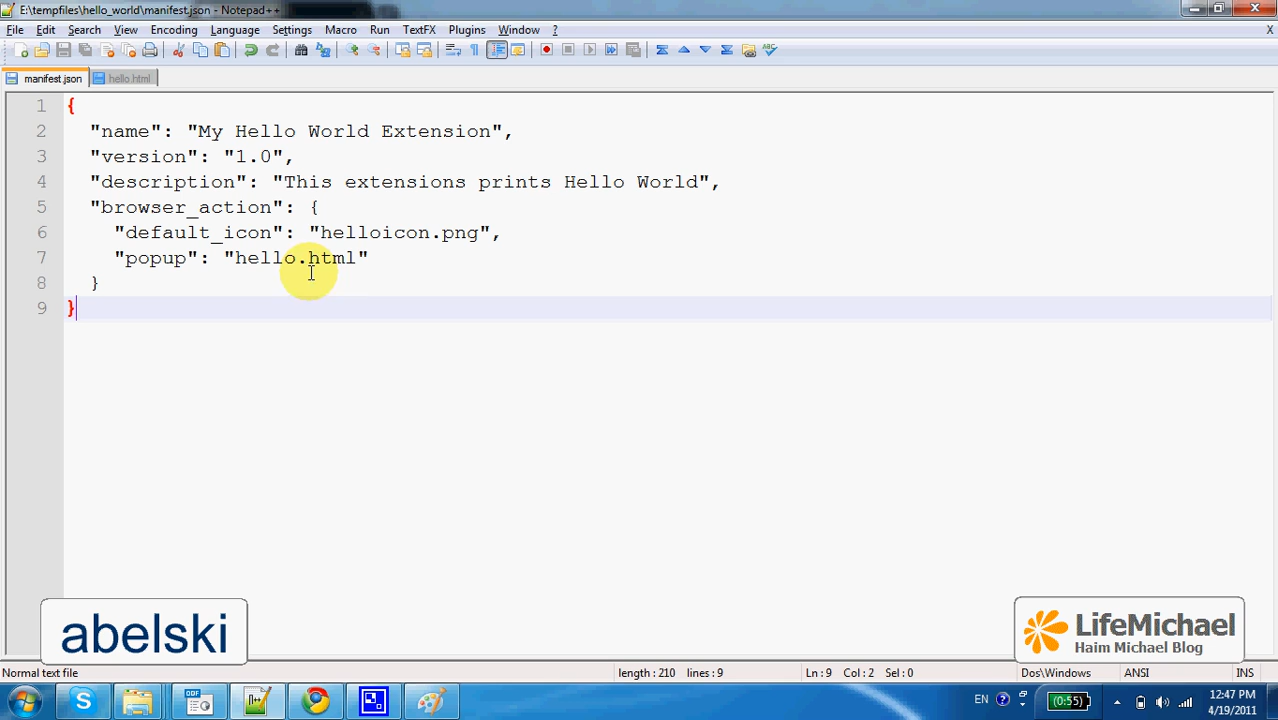 E:\tempfiles\hello_world\manifest.json - Notepad++
File Edit Search View Encoding Language Settings Macro Run TextFX Plugins Window ? X
manifest.json hello.html
1 {
2 "name": "My Hello World Extension",
3 "version": "1.0",
4 "description": "This extensions prints Hello World",
5 "browser_action": {
6 "default_icon": "helloicon.png",
7 "popup": "hello.html"
8 }
9 }
abelski
LifeMichael
Haim Michael Blog
Normal text file length : 210 lines : 9 Ln : 9 Col : 2 Sel : 0 Dos\Windows ANSI INS
EN (0:55) 12:47 PM
4/19/2011